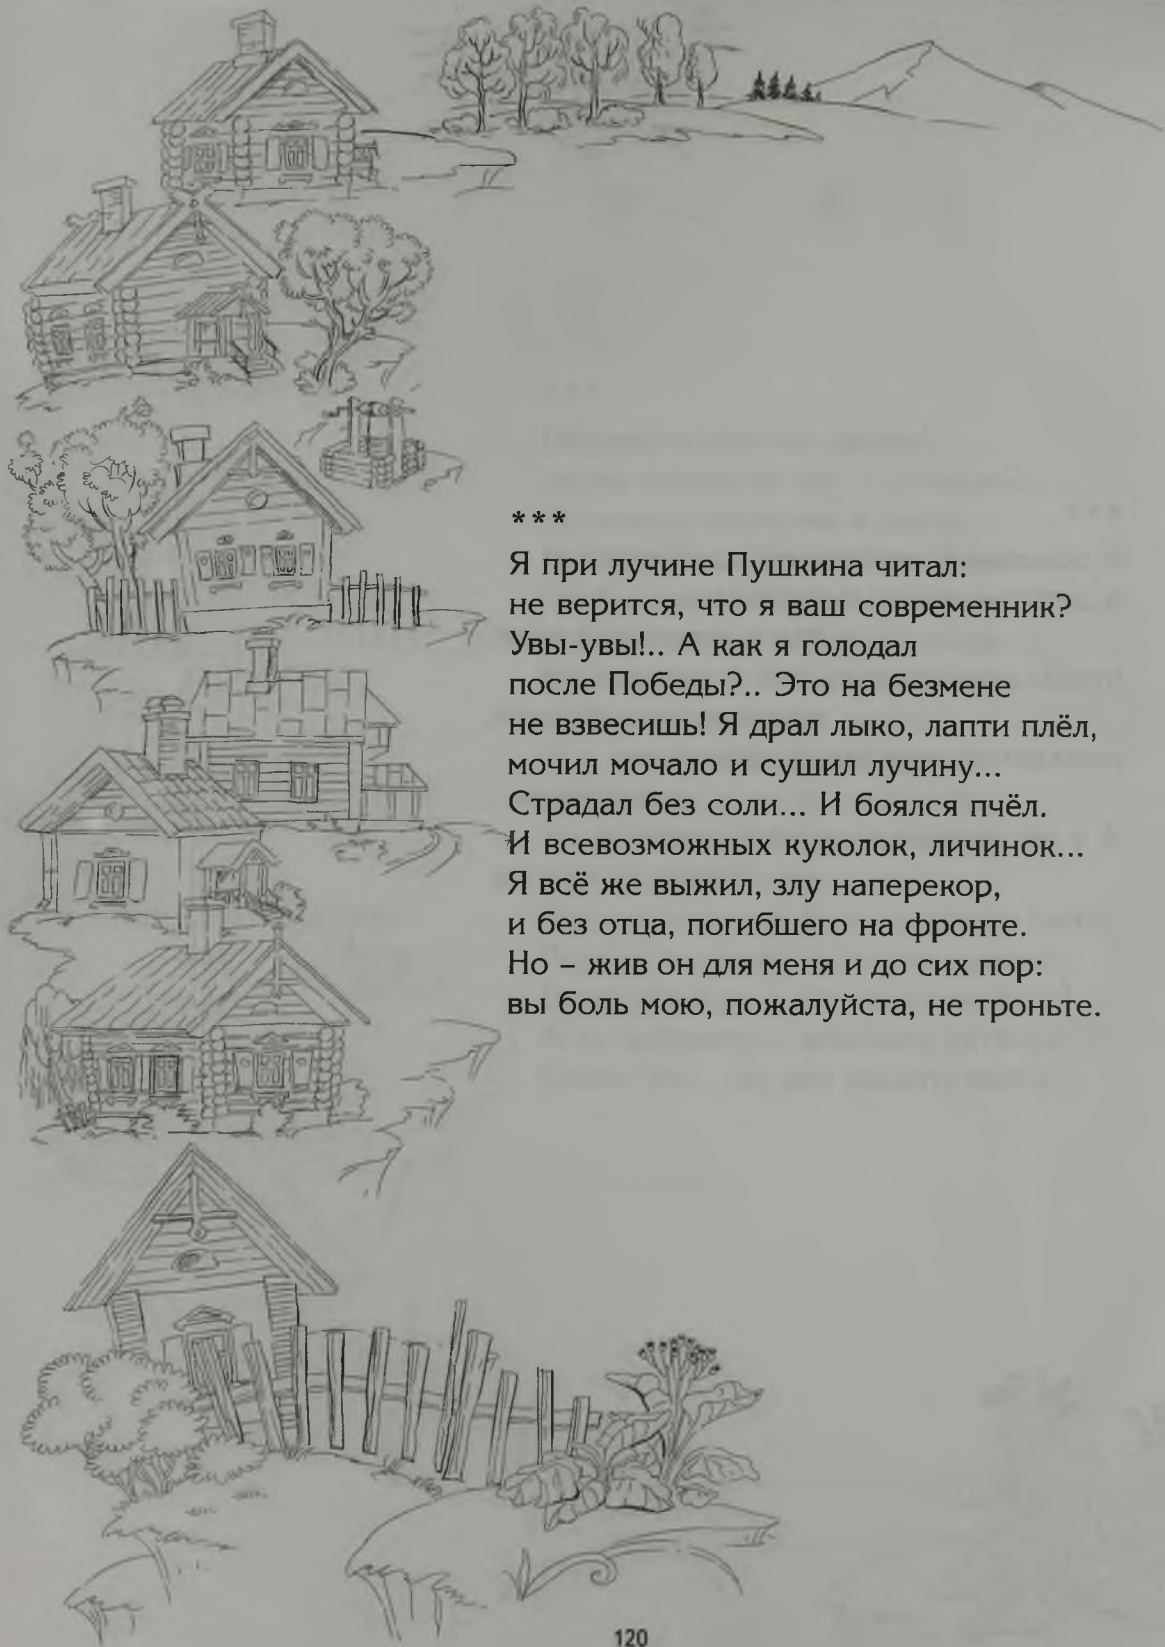 ***
Я при лучине Пушкина читал:
не верится, что я ваш современник?
Увы-увы!.. А как я голодал
после Победы?.. Это на безмене
не взвесишь! Я драл лыко, лапти плёл,
мочил мочало и сушил лучину...
Страдал без соли... И боялся пчёл.
И всевозможных куколок, личинок...
Я всё же выжил, злу наперекор,
и без отца, погибшего на фронте.
Но – жив он для меня и до сих пор:
вы боль мою, пожалуйста, не троньте.
120